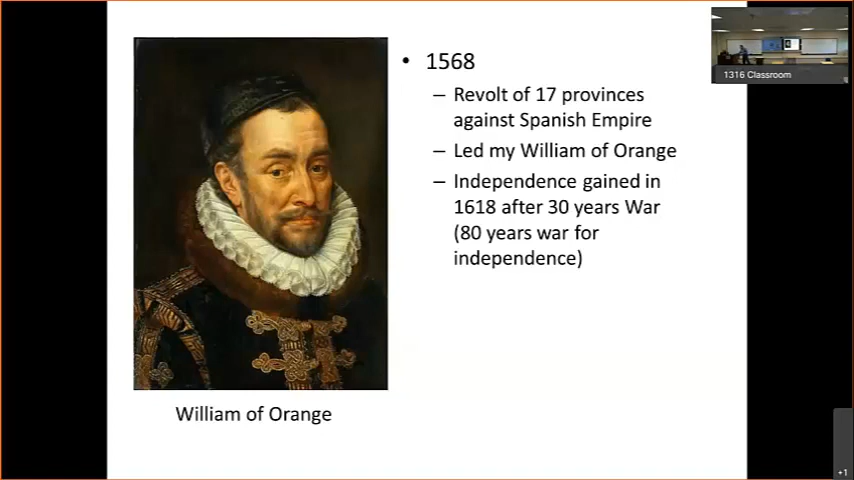 • 1568
– Revolt of 17 provinces
against Spanish Empire
– Led my William of Orange
– Independence gained in
1618 after 30 years War
(80 years war for
independence)
William of Orange
1316 Classroom
+1